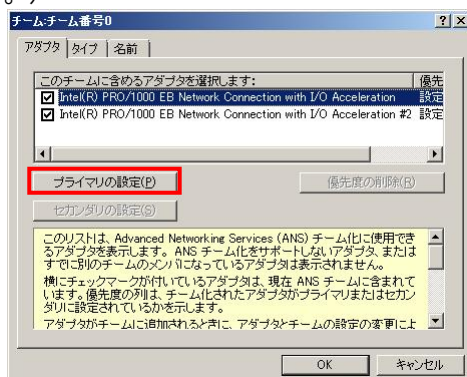 チーム:チーム番号0
アダプタ タイプ 名前
このチームに含めるアダプタを選択します: 優先
Intel(R) PRO/1000 EB Network Connection with I/O Acceleration 設定
Intel(R) PRO/1000 EB Network Connection with I/O Acceleration #2 設定
プライマリの設定(P) 優先度の削除(R)
セカンダリの設定(S)
このリストは、Advanced Networking Services (ANS) チーム化に使用でき
るアダプタを表示します。ANS チーム化をサポートしないアダプタ、または
すでに別のチームのメンバになっているアダプタは表示されません。
横にチェックマークが付いているアダプタは、現在 ANS チームに含まれて
います。優先度の列は、チーム化されたアダプタがプライマリまたはセカン
ダリに設定されているかを示します。
アダプタがチームに追加されるときに、アダプタとチームの設定の変更によ
OK キャンセル